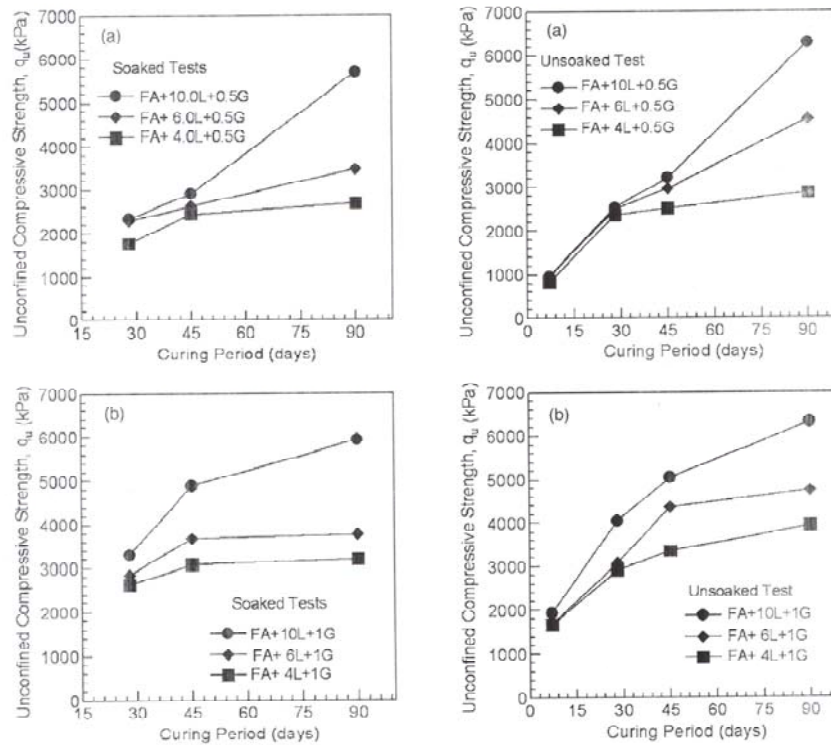 (a)
Soaked Tests
FA+10.0L+0.5G
FA+ 6.0L+0.5G
FA+ 4.0L+0.5G
Unconfined Compressive Strength, qu(kPa)
7000
6000
5000
4000
3000
2000
1000
0
15 30 45 60 75 90
Curing Period (days)
(a)
Unsoaked Test
FA+10L+0.5G
FA+ 6L+0.5G
FA+ 4L+0.5G
Unconfined Compressive Strength, qu (kPa)
7000
6000
5000
4000
3000
2000
1000
0
0 15 30 45 60 75 90
Curing Period (days)
(b)
Unconfined Compressive Strength, qu (kPa)
7000
6000
5000
4000
3000
2000
1000
0
Soaked Tests
FA+10L+1G
FA+ 6L+1G
FA+ 4L+1G
15 30 45 60 75 90
Curing Period (days)
(b)
Unconfined Compressive Strength, qu (kPa)
7000
6000
5000
4000
3000
2000
1000
0
Unsoaked Test
FA+10L+1G
FA+ 6L+1G
FA+ 4L+1G
0 15 30 45 60 75 90
Curing Period (days)